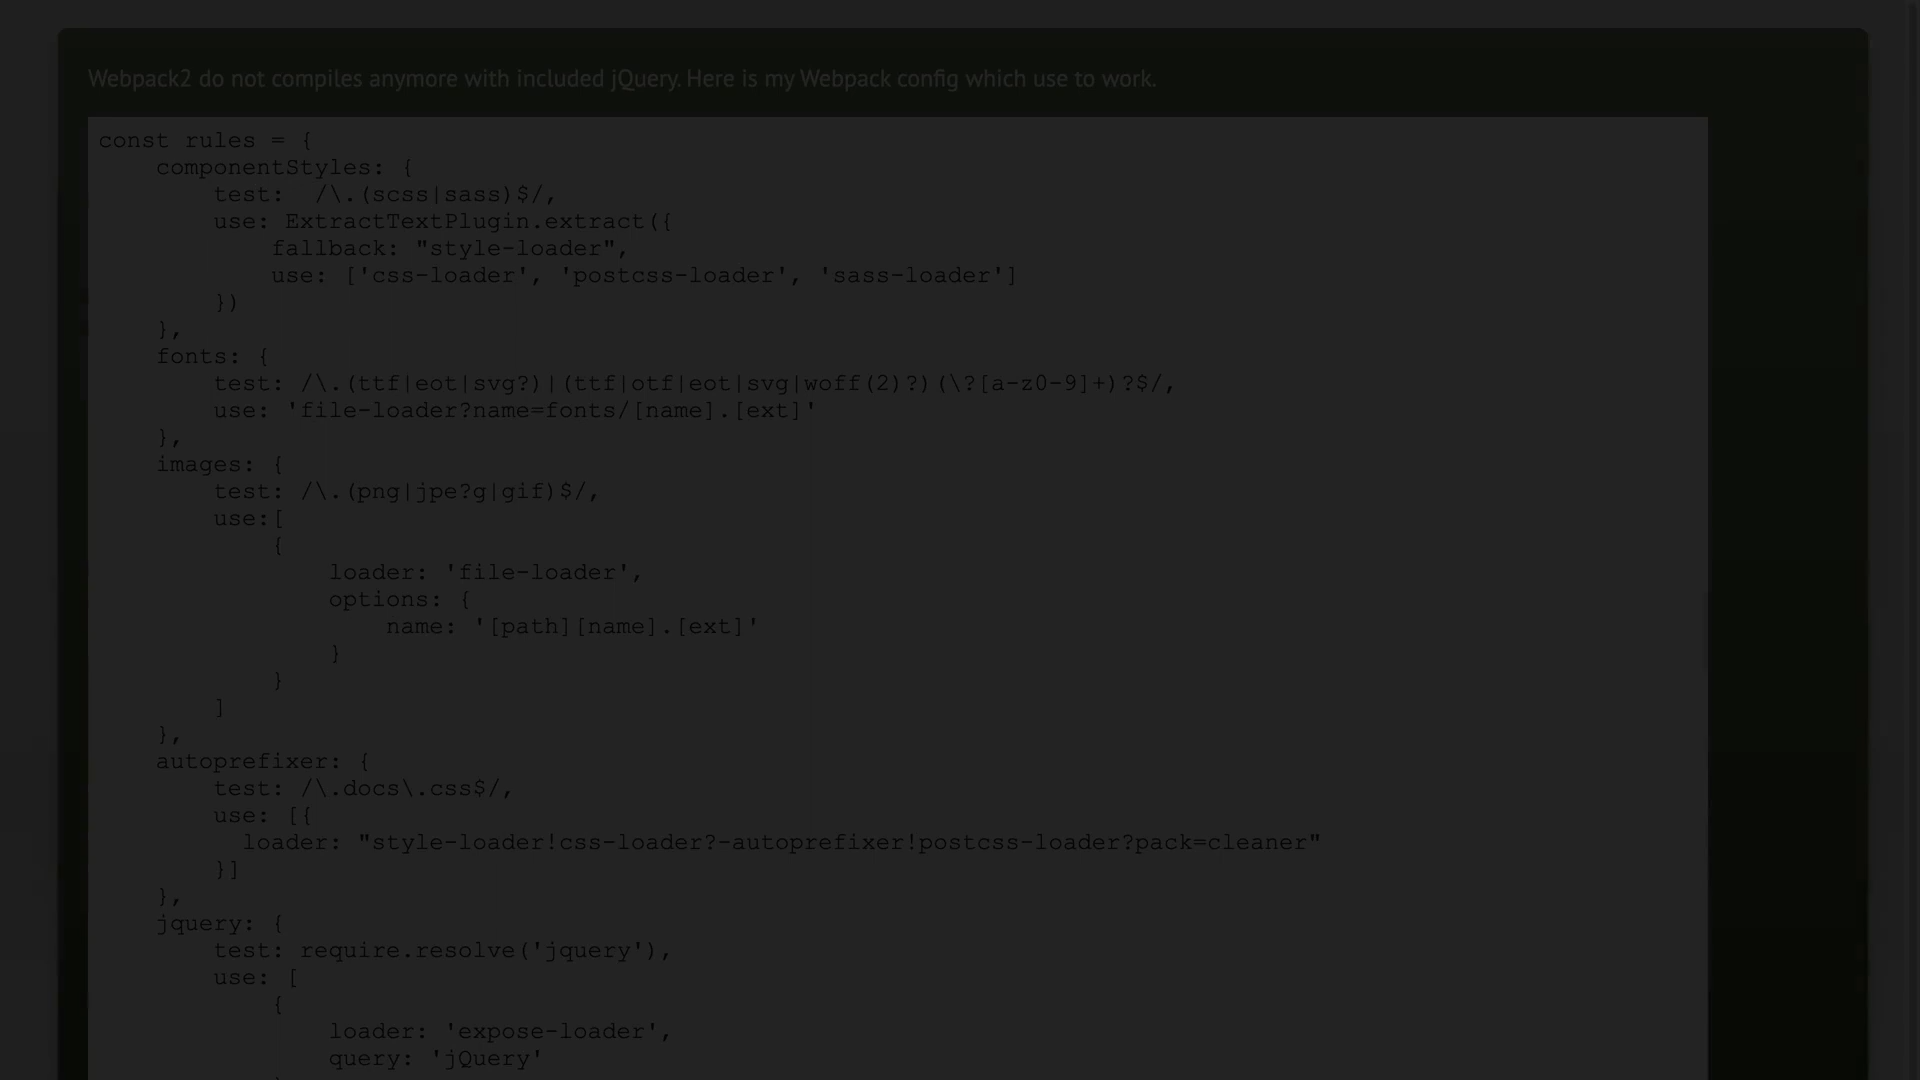 Webpack2 do not compiles anymore with included jQuery. Here is my Webpack config which use to work.
const rules = {
    componentStyles: {
        test:  /\.(scss|sass)$/,
        use: ExtractTextPlugin.extract({
            fallback: "style-loader",
            use: ['css-loader', 'postcss-loader', 'sass-loader']
        })
    },
    fonts: {
        test: /\.(ttf|eot|svg?)|(ttf|otf|eot|svg|woff(2)?)(\?[a-z0-9]+)?$/,
        use: 'file-loader?name=fonts/[name].[ext]'
    },
    images: {
        test: /\.(png|jpe?g|gif)$/,
        use:[
            {
                loader: 'file-loader',
                options: {
                    name: '[path][name].[ext]'
                }
            }
        ]
    },
    autoprefixer: {
        test: /\.docs\.css$/,
        use: [{
          loader: "style-loader!css-loader?-autoprefixer!postcss-loader?pack=cleaner"
        }]
    },
    jquery: {
        test: require.resolve('jquery'),
        use: [
            {
                loader: 'expose-loader',
                query: 'jQuery'